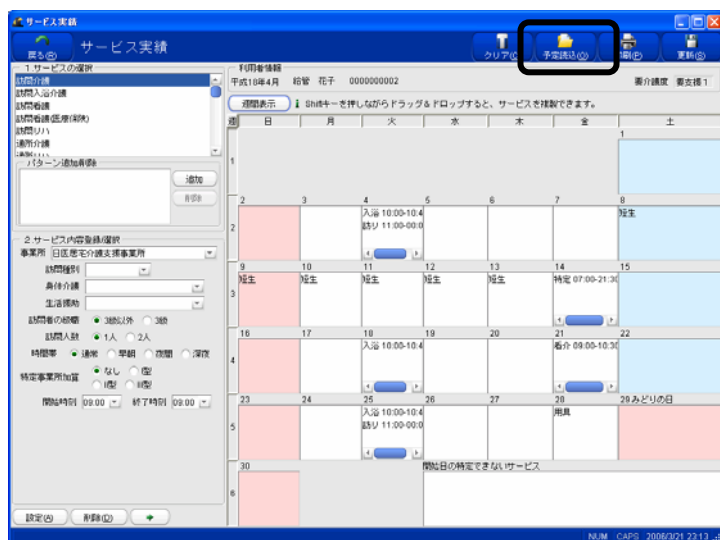 サービス実績
戻る(R)
サービス実績
クリア(C)
予定読込(O)
印刷(P)
更新(S)
1.サービスの選択
訪問介護
訪問入浴介護
訪問看護
訪問看護(医療保険)
訪問リハ
通所介護
通所リハ
パターン追加削除
追加
削除
2.サービス内容登録/選択
事業所 日医居宅介護支援事業所
訪問種別
身体介護
生活援助
訪問者の級職 3級以外 3級
訪問人数 1人 2人
時間帯 通常 早朝 夜間 深夜
特定事業所加算 なし I型
II型 III型
開始時刻 09:00 終了時刻 09:00
設定(A)
削除(D)
利用者情報
平成18年4月 給管 花子 0000000002 要介護度 要支援1
週間表示
Shiftキーを押しながらドラッグ&ドロップすると、サービスを複製できます。
週 日 月 火 水 木 金 土
1
1
2 3 4 5 6 7 8
入浴 10:00-10:4 短生
2 訪リ 11:00-00:0
9 10 11 12 13 14 15
短生 短生 短生 短生 短生 特定 07:00-21:30
3
16 17 18 19 20 21 22
入浴 10:00-10:4 看介 09:00-10:30
4
23 24 25 26 27 28 29みどりの日
入浴 10:00-10:4 用具
5 訪リ 11:00-00:0
30 開始日の特定できないサービス
6
NUM CAPS 2006/3/21 23:13